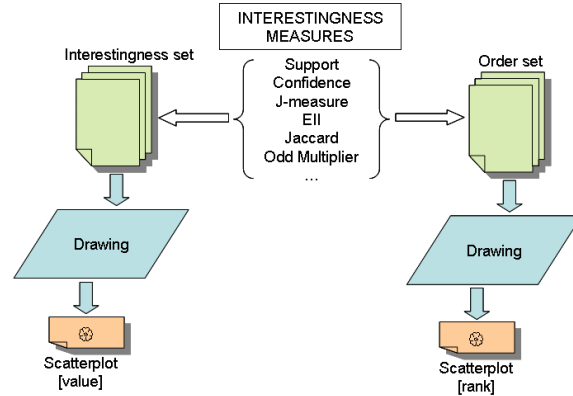 INTERESTINGNESS
MEASURES
Interestingness set
Order set
Support
Confidence
J-measure
EII
Jaccard
Odd Multiplier
...
Drawing
Drawing
Scatterplot
[value]
Scatterplot
[rank]